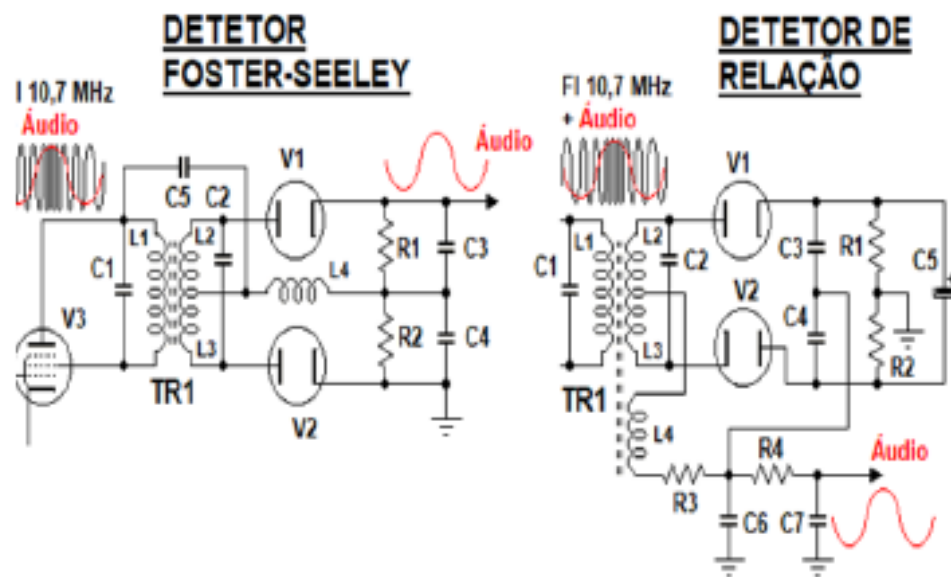 DETETOR
FOSTER-SEELEY
I 10,7 MHz
Áudio
C5
C2
V1
Áudio
L1
L2
C1
R1
C3
L4
V3
R2
C4
L3
TR1
V2
DETETOR DE
RELAÇÃO
FI 10,7 MHz
+ Áudio
V1
L1
L2
C1
C2
C3
R1
C5
+
V2
C4
L3
R2
TR1
L4
R4
Áudio
R3
C6
C7